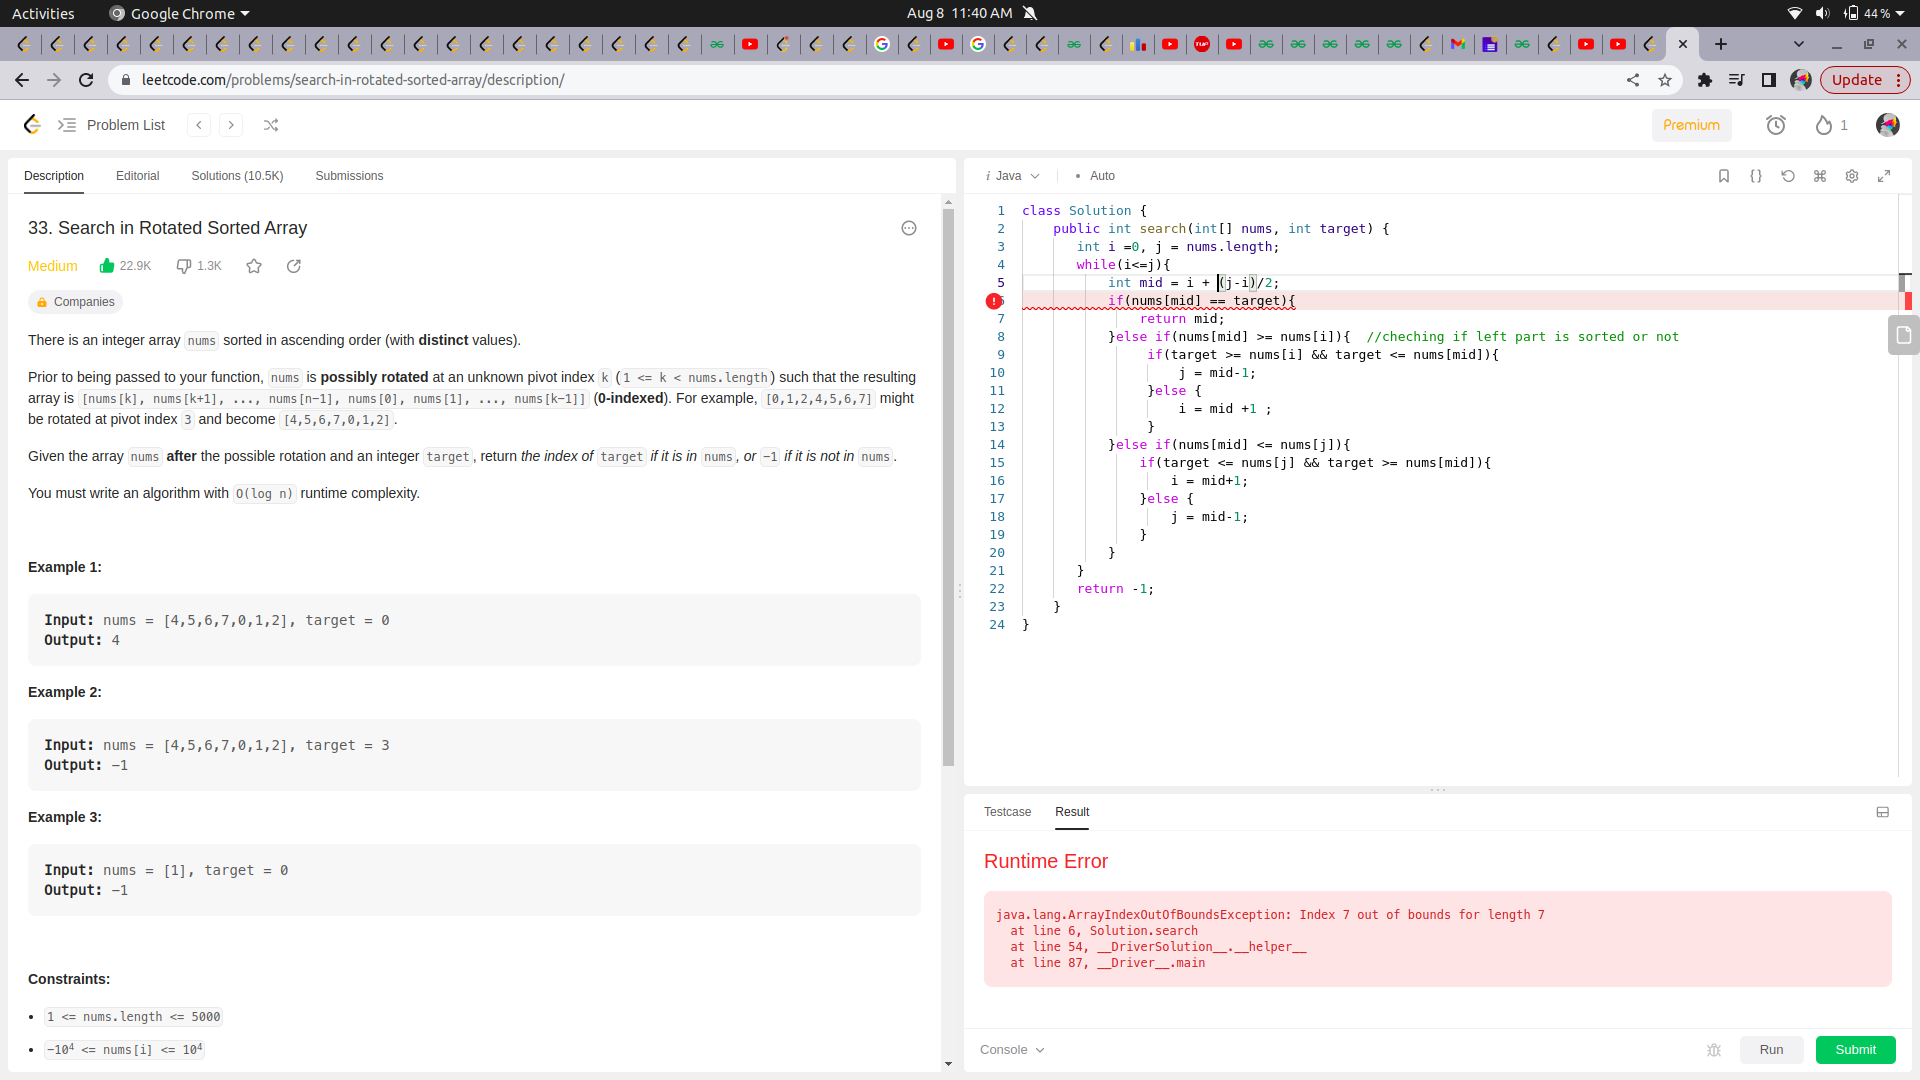 Activities
Google Chrome
Aug 8 11:40 AM
44 %
leetcode.com/problems/search-in-rotated-sorted-array/description/
Update
Problem List
Premium
1
Description
Editorial
Solutions (10.5K)
Submissions
33. Search in Rotated Sorted Array
Medium
22.9K
1.3K
Companies
There is an integer array nums sorted in ascending order (with distinct values).
Prior to being passed to your function, nums is possibly rotated at an unknown pivot index k (1 <= k < nums.length) such that the resulting
array is [nums[k], nums[k+1], ..., nums[n-1], nums[0], nums[1], ..., nums[k-1]] (0-indexed). For example, [0,1,2,4,5,6,7] might
be rotated at pivot index 3 and become [4,5,6,7,0,1,2].
Given the array nums after the possible rotation and an integer target, return the index of target if it is in nums, or -1 if it is not in nums.
You must write an algorithm with O(log n) runtime complexity.
Example 1:
Input: nums = [4,5,6,7,0,1,2], target = 0
Output: 4
Example 2:
Input: nums = [4,5,6,7,0,1,2], target = 3
Output: -1
Example 3:
Input: nums = [1], target = 0
Output: -1
Constraints:
1 <= nums.length <= 5000
-10⁴ <= nums[i] <= 10⁴
i Java
Auto
1 class Solution {
2 public int search(int[] nums, int target) {
3 int i =0, j = nums.length;
4 while(i<=j){
5 int mid = i + (j-i)/2;
if(nums[mid] == target){
7 return mid;
8 }else if(nums[mid] >= nums[i]){ //cheching if left part is sorted or not
9 if(target >= nums[i] && target <= nums[mid]){
10 j = mid-1;
11 }else {
12 i = mid +1 ;
13 }
14 }else if(nums[mid] <= nums[j]){
15 if(target <= nums[j] && target >= nums[mid]){
16 i = mid+1;
17 }else {
18 j = mid-1;
19 }
20 }
21 }
22 return -1;
23 }
24 }
Testcase
Result
Runtime Error
java.lang.ArrayIndexOutOfBoundsException: Index 7 out of bounds for length 7
at line 6, Solution.search
at line 54, __DriverSolution__.__helper__
at line 87, __Driver__.main
Console
Run
Submit